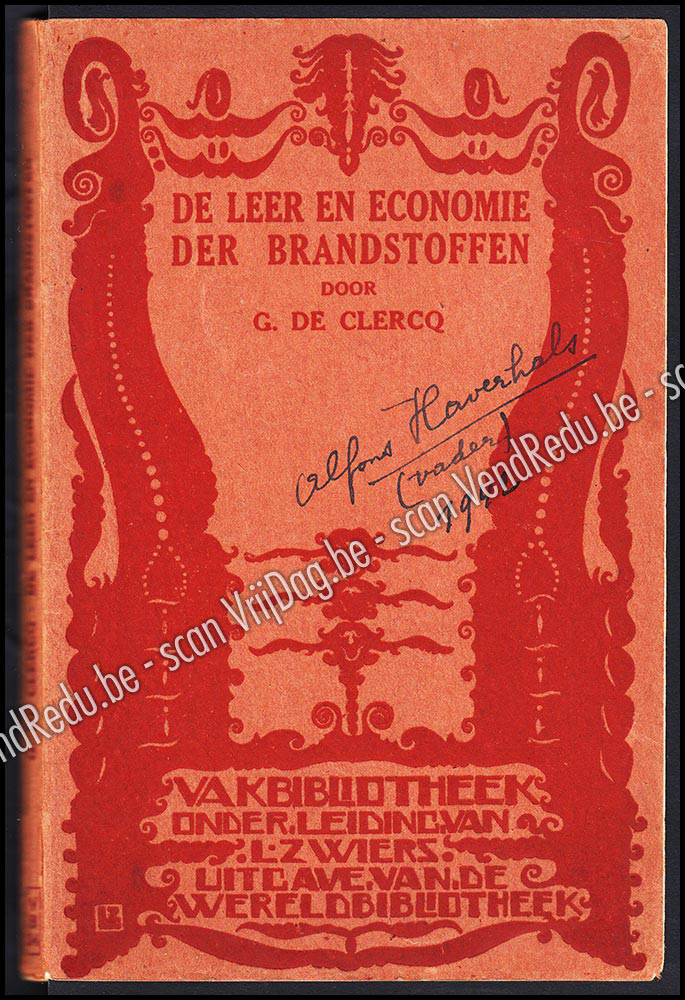 DE LEER EN ECONOMIE
DER BRANDSTOFFEN
DOOR
G. DE CLERCQ
Alfons Haverhals
(vader)
VendRedu.be - scan VrijDag.be - scan VendRedu.be - sca
VAKBIBLIOTHEEK
ONDER.LEIDING.VAN
.L.ZWIERS.
UITGAVE.VAN.DE
WERELDBIBLIOTHEEK